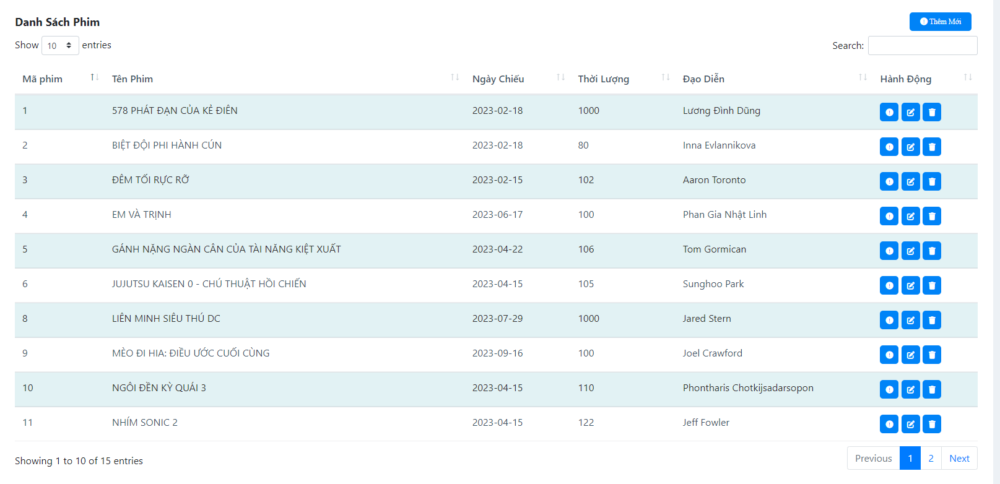 Danh Sách Phim
Thêm Mới
Show 10 entries
Search:
Mã phim Tên Phim Ngày Chiếu Thời Lượng Đạo Diễn Hành Động
1 578 PHÁT ĐẠN CỦA KẺ ĐIÊN 2023-02-18 1000 Lương Đình Dũng
2 BIỆT ĐỘI PHI HÀNH CÚN 2023-02-18 80 Inna Evlannikova
3 ĐÊM TỐI RỰC RỠ 2023-02-15 102 Aaron Toronto
4 EM VÀ TRỊNH 2023-06-17 100 Phan Gia Nhật Linh
5 GÁNH NẶNG NGÀN CÂN CỦA TÀI NĂNG KIỆT XUẤT 2023-04-22 106 Tom Gormican
6 JUJUTSU KAISEN 0 - CHÚ THUẬT HỒI CHIẾN 2023-04-15 105 Sunghoo Park
8 LIÊN MINH SIÊU THÚ DC 2023-07-29 1000 Jared Stern
9 MÈO ĐI HIA: ĐIỀU ƯỚC CUỐI CÙNG 2023-09-16 100 Joel Crawford
10 NGÔI ĐỀN KỲ QUÁI 3 2023-04-15 110 Phontharis Chotkijsadarsopon
11 NHÍM SONIC 2 2023-04-15 122 Jeff Fowler
Showing 1 to 10 of 15 entries
Previous 1 2 Next